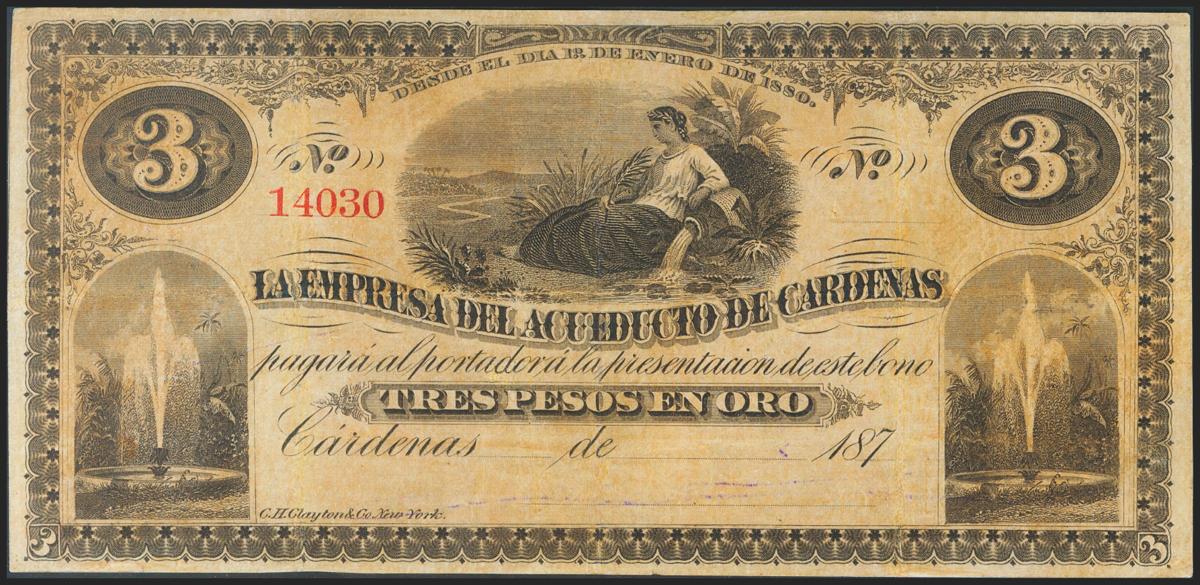 DESDE EL DIA 1º DE ENERO DE 1880.
3
3
Nº
Nº
14030
LA EMPRESA DEL ACUEDUCTO DE CARDENAS
pagará al portador á la presentacion de este bono
TRES PESOS EN ORO
Cárdenas de 187
C.H. Clayton & Co. New-York.
3
3